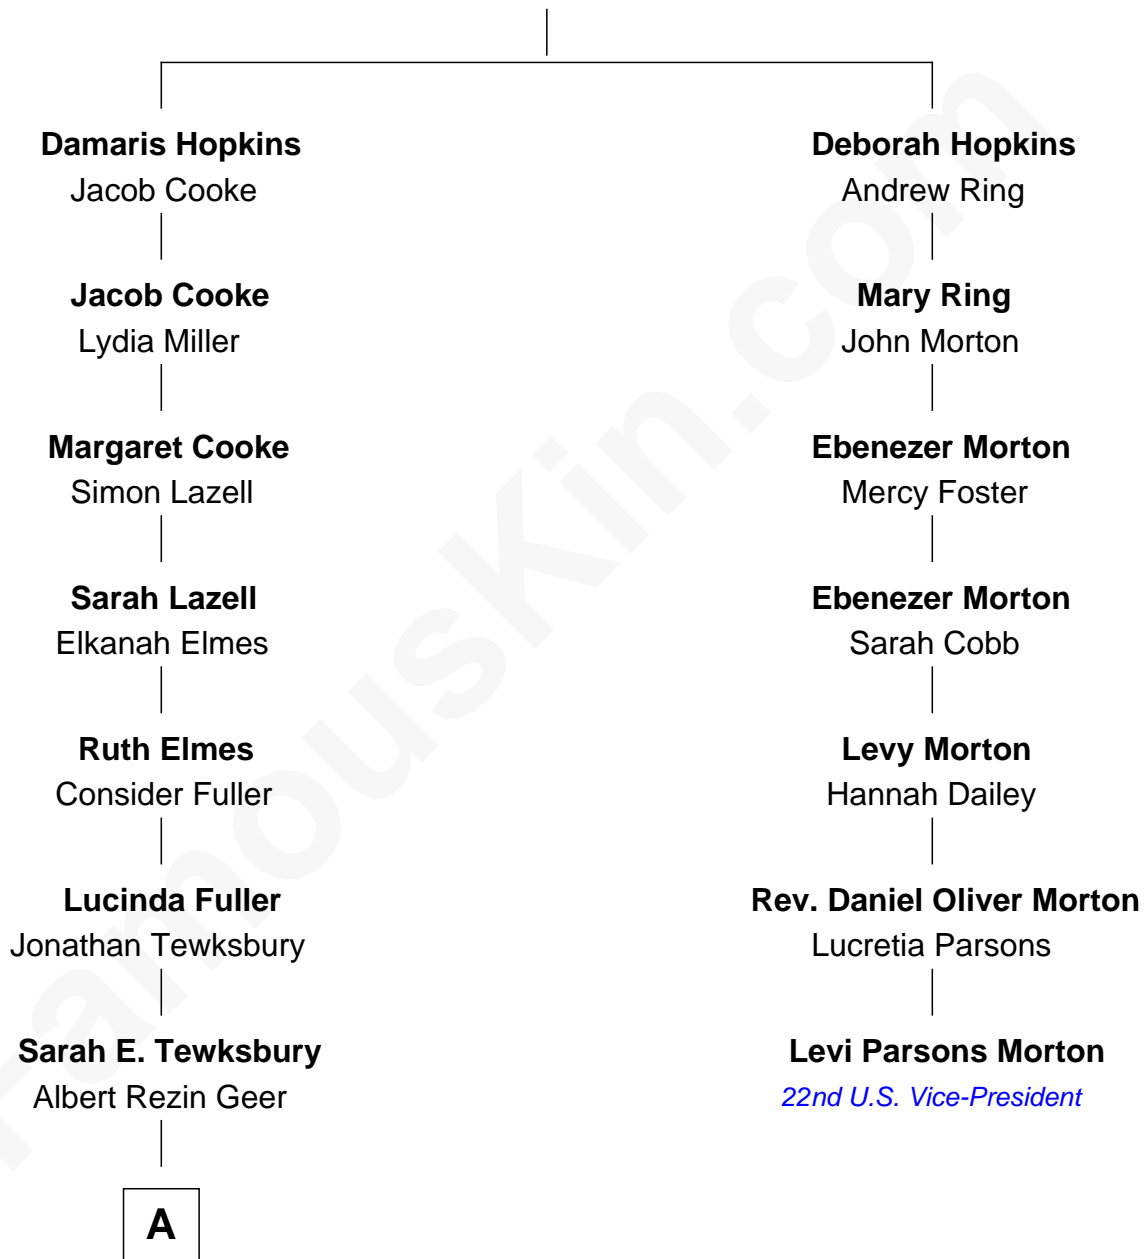 Damaris Hopkins
Jacob Cooke
Deborah Hopkins
Andrew Ring
Jacob Cooke
Lydia Miller
Mary Ring
John Morton
Margaret Cooke
Simon Lazell
Ebenezer Morton
Mercy Foster
Sarah Lazell
Elkanah Elmes
Ebenezer Morton
Sarah Cobb
Ruth Elmes
Consider Fuller
Levy Morton
Hannah Dailey
Lucinda Fuller
Jonathan Tewksbury
Rev. Daniel Oliver Morton
Lucretia Parsons
Sarah E. Tewksbury
Albert Rezin Geer
Levi Parsons Morton
22nd U.S. Vice-President
A
FamousKin.com